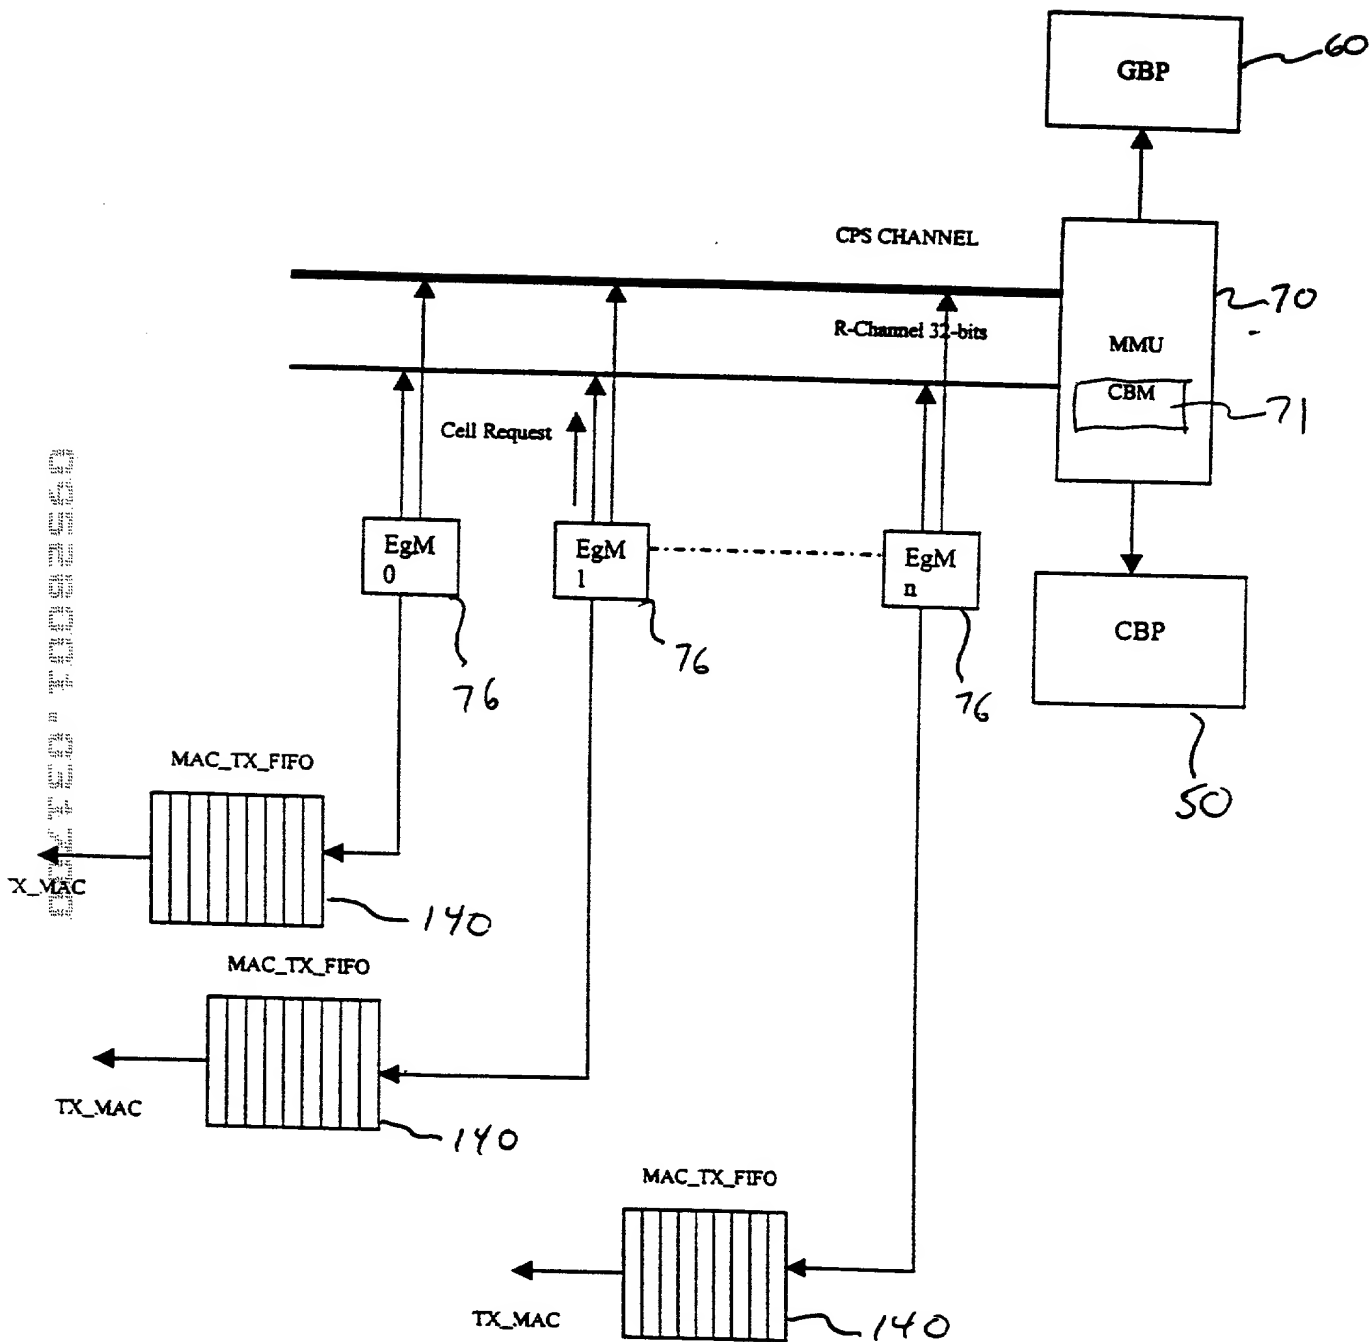 GBP
60
CPS CHANNEL
70
R-Channel 32-bits
MMU
CBM
71
Cell Request
EgM
0
EgM
1
EgM
n
CBP
76
76
76
50
MAC_TX_FIFO
TX_MAC
140
MAC_TX_FIFO
TX_MAC
140
MAC_TX_FIFO
TX_MAC
140